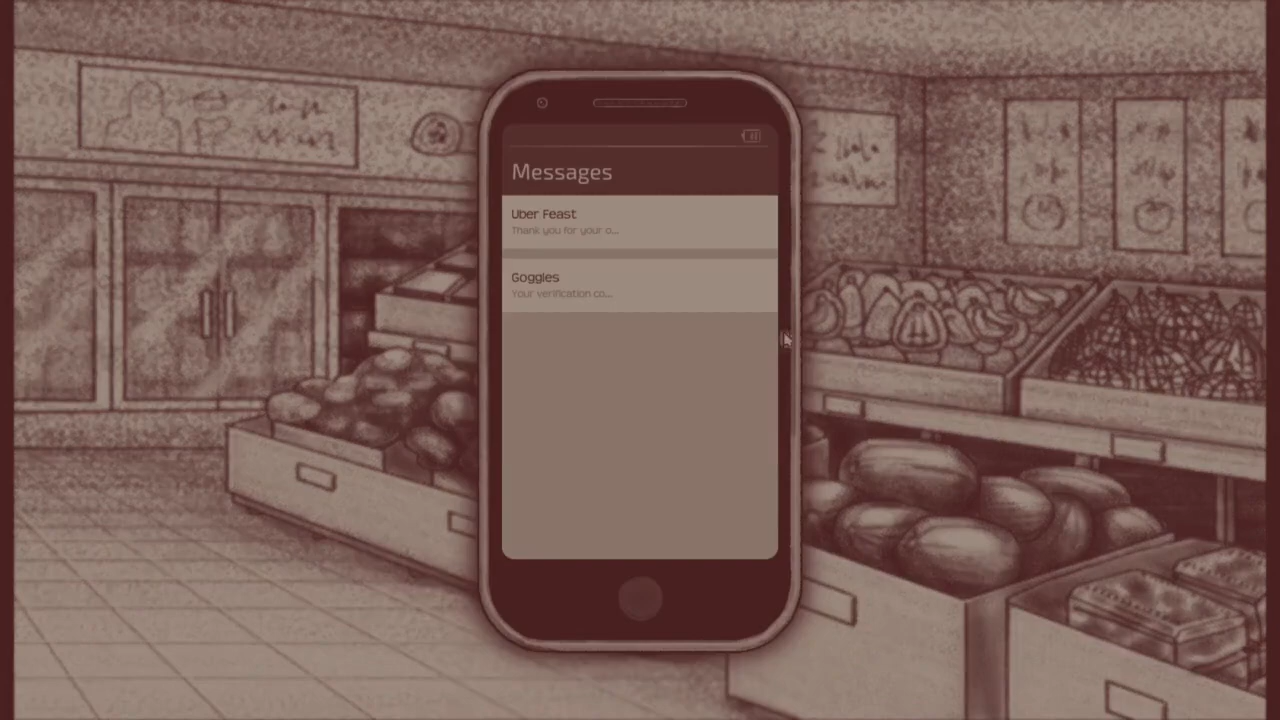 Messages
Uber Feast
Thank you for your o...
Goggles
Your verification co...